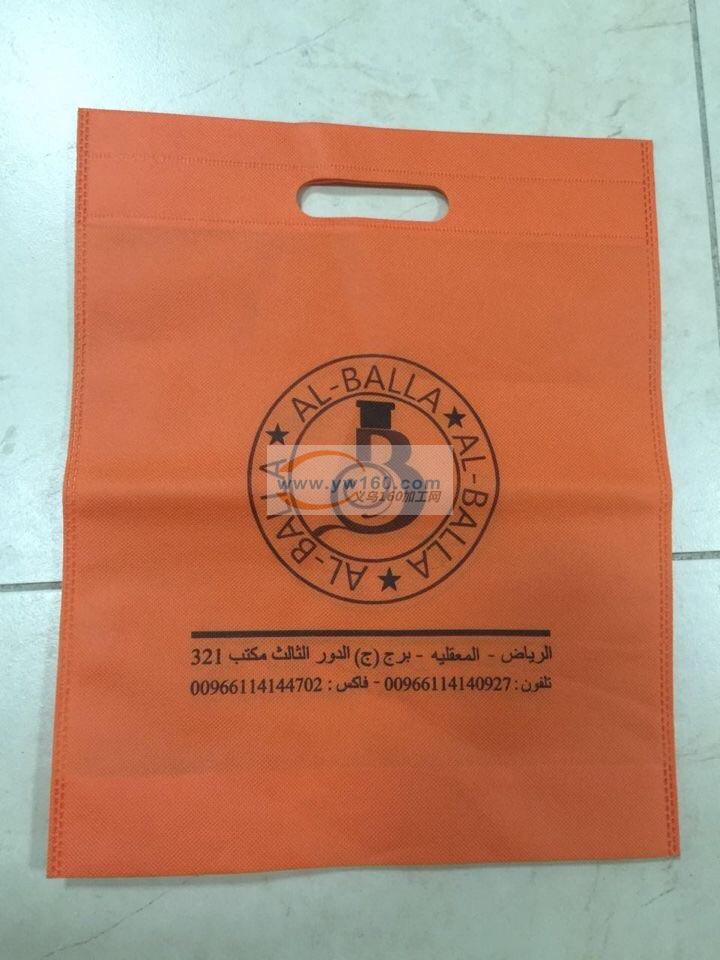 AL-BALLA ★ AL-BALLA ★ AL-BALLA ★
B
www.yw160.com
义乌160加工网
الرياض - المعقليه - برج (ج) الدور الثالث مكتب 321
تلفون : 00966114140927 - فاكس : 00966114144702